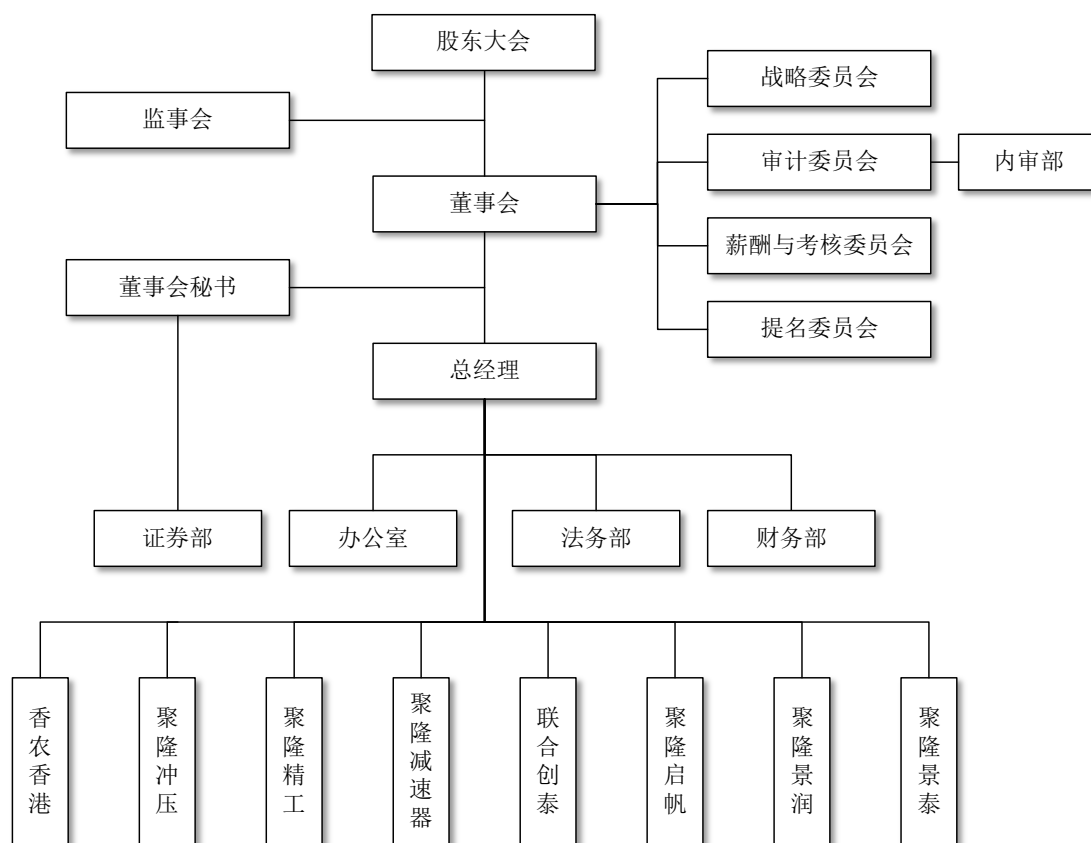 股东大会
战略委员会
监事会
审计委员会
内审部
董事会
薪酬与考核委员会
董事会秘书
提名委员会
总经理
证券部
办公室
法务部
财务部
香农香港
聚隆冲压
聚隆精工
聚隆减速器
联合创泰
聚隆启帆
聚隆景润
聚隆景泰